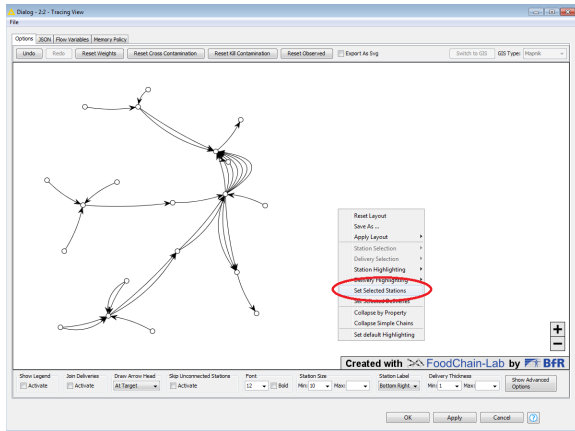 Dialog - 2:2 - Tracing View
File
Options JSON Flow Variables Memory Policy
Undo Redo Reset Weights Reset Cross Contamination Reset Kill Contamination Reset Observed Export As Svg Switch to GIS GIS Type: Mapnik
Reset Layout
Save As ...
Apply Layout
Station Selection
Delivery Selection
Station Highlighting
Delivery Highlighting
Set Selected Stations
Set Selected Deliveries
Collapse by Property
Collapse Simple Chains
Set default Highlighting
+
−
Created with FoodChain-Lab by BfR
Show Legend Join Deliveries Draw Arrow Head Skip Unconnected Stations Font Station Size Station Label Delivery Thickness
Activate Activate At Target Activate 12 Bold Min: 10 Max: Bottom Right Min: 1 Max: Show Advanced Options
OK Apply Cancel ?